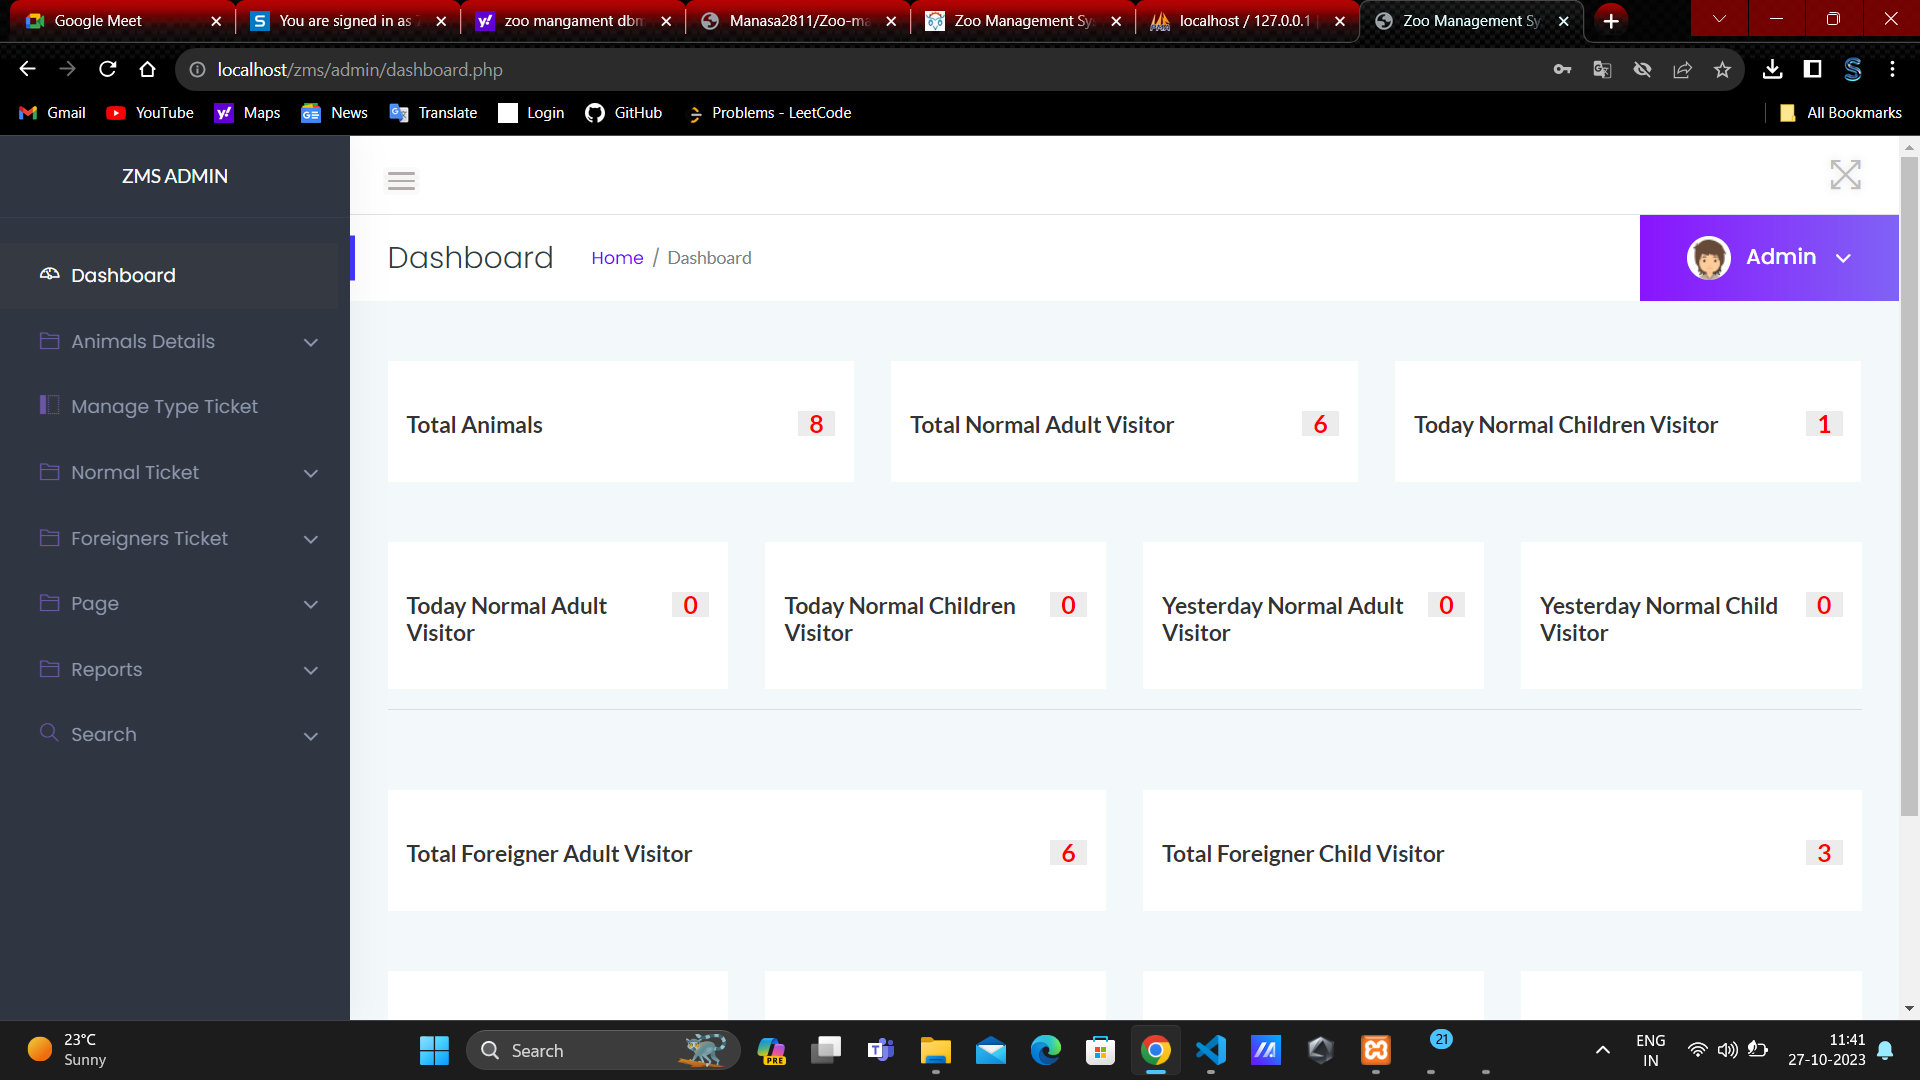 Google Meet
You are signed in as
zoo mangament dbm
Manasa2811/Zoo-ma
Zoo Management Sy
localhost / 127.0.0.1
Zoo Management Sy
localhost/zms/admin/dashboard.php
Gmail
YouTube
Maps
News
Translate
Login
GitHub
Problems - LeetCode
All Bookmarks
ZMS ADMIN
Dashboard
Animals Details
Manage Type Ticket
Normal Ticket
Foreigners Ticket
Page
Reports
Search
Dashboard
Home / Dashboard
Admin
Total Animals
8
Total Normal Adult Visitor
6
Today Normal Children Visitor
1
Today Normal Adult
Visitor
0
Today Normal Children
Visitor
0
Yesterday Normal Adult
Visitor
0
Yesterday Normal Child
Visitor
0
Total Foreigner Adult Visitor
6
Total Foreigner Child Visitor
3
23°C
Sunny
Search
PRE
21
ENG
IN
11:41
27-10-2023